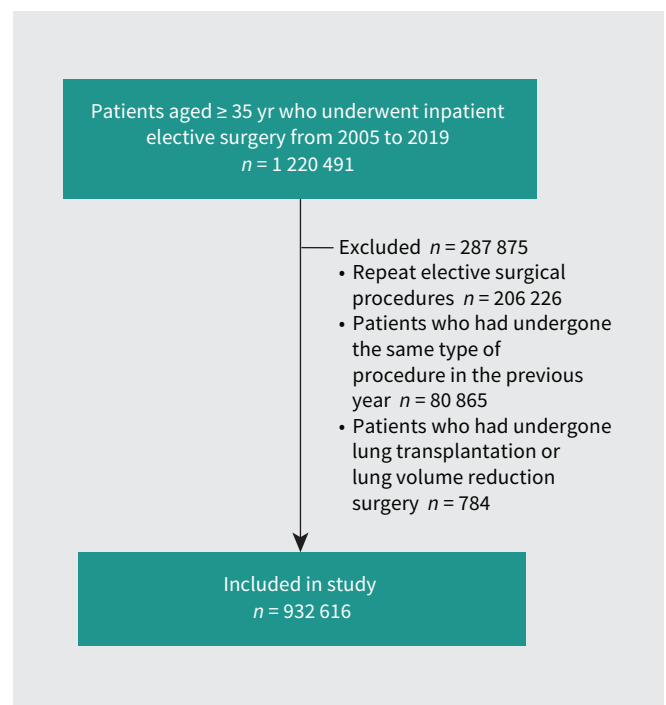 Patients aged ≥ 35 yr who underwent inpatient
elective surgery from 2005 to 2019
n = 1 220 491
Excluded n = 287 875
• Repeat elective surgical
procedures n = 206 226
• Patients who had undergone
the same type of
procedure in the previous
year n = 80 865
• Patients who had undergone
lung transplantation or
lung volume reduction
surgery n = 784
Included in study
n = 932 616